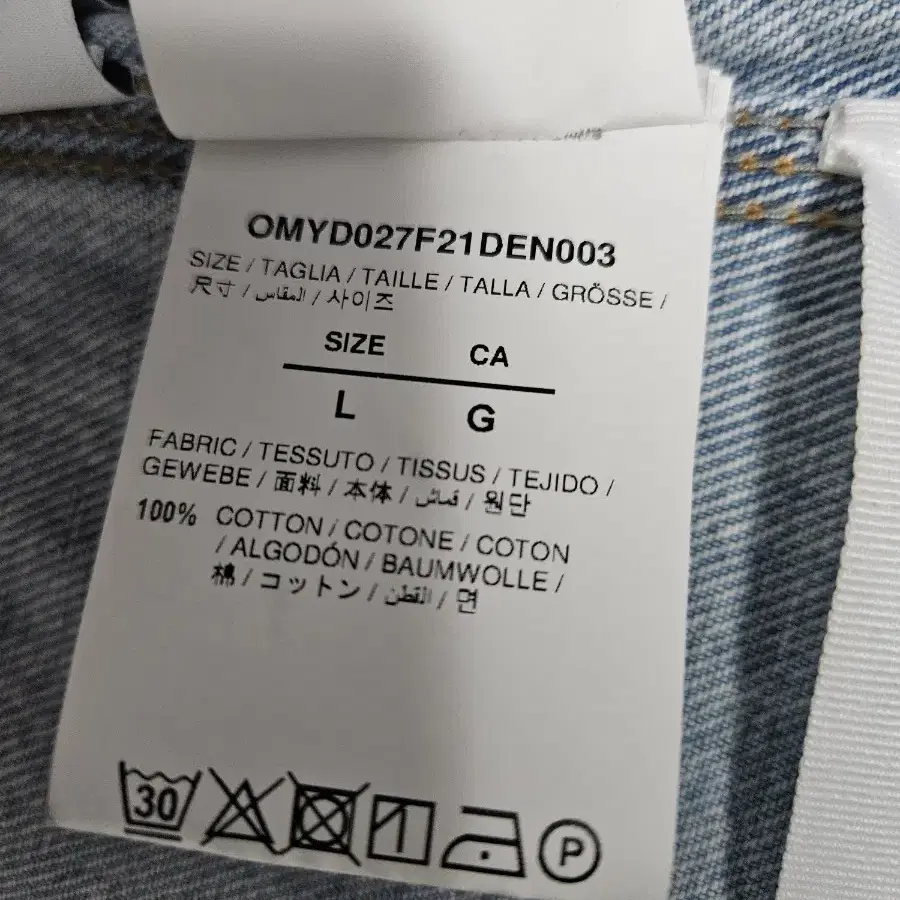 OMYD027F21DEN003
SIZE / TAGLIA / TAILLE / TALLA / GRÖSSE /
尺寸 / المقاس / 사이즈
SIZE CA
L G
FABRIC / TESSUTO / TISSUS / TEJIDO /
GEWEBE / 面料 / 本体 / قماش / 원단
100% COTTON / COTONE / COTON
/ ALGODÓN / BAUMWOLLE /
棉 / コットン / القطن / 면
30
P